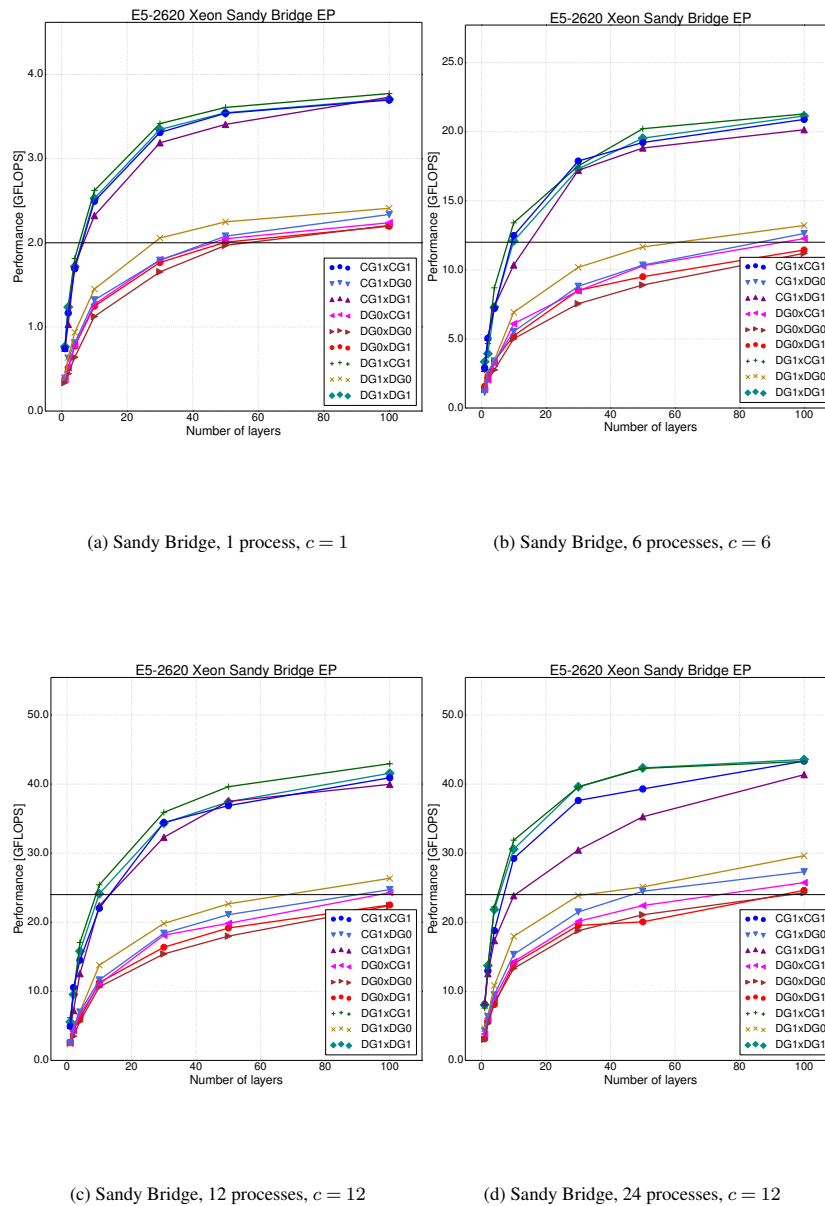 E5-2620 Xeon Sandy Bridge EP
4.0
3.0
2.0
1.0
0.0
Performance [GFLOPS]
0 20 40 60 80 100
Number of layers
CG1xCG1
CG1xDG0
CG1xDG1
DG0xCG1
DG0xDG0
DG0xDG1
DG1xCG1
DG1xDG0
DG1xDG1
(a) Sandy Bridge, 1 process, c = 1
E5-2620 Xeon Sandy Bridge EP
25.0
20.0
15.0
10.0
5.0
0.0
Performance [GFLOPS]
0 20 40 60 80 100
Number of layers
CG1xCG1
CG1xDG0
CG1xDG1
DG0xCG1
DG0xDG0
DG0xDG1
DG1xCG1
DG1xDG0
DG1xDG1
(b) Sandy Bridge, 6 processes, c = 6
E5-2620 Xeon Sandy Bridge EP
50.0
40.0
30.0
20.0
10.0
0.0
Performance [GFLOPS]
0 20 40 60 80 100
Number of layers
CG1xCG1
CG1xDG0
CG1xDG1
DG0xCG1
DG0xDG0
DG0xDG1
DG1xCG1
DG1xDG0
DG1xDG1
(c) Sandy Bridge, 12 processes, c = 12
E5-2620 Xeon Sandy Bridge EP
50.0
40.0
30.0
20.0
10.0
0.0
Performance [GFLOPS]
0 20 40 60 80 100
Number of layers
CG1xCG1
CG1xDG0
CG1xDG1
DG0xCG1
DG0xDG0
DG0xDG1
DG1xCG1
DG1xDG0
DG1xDG1
(d) Sandy Bridge, 24 processes, c = 12